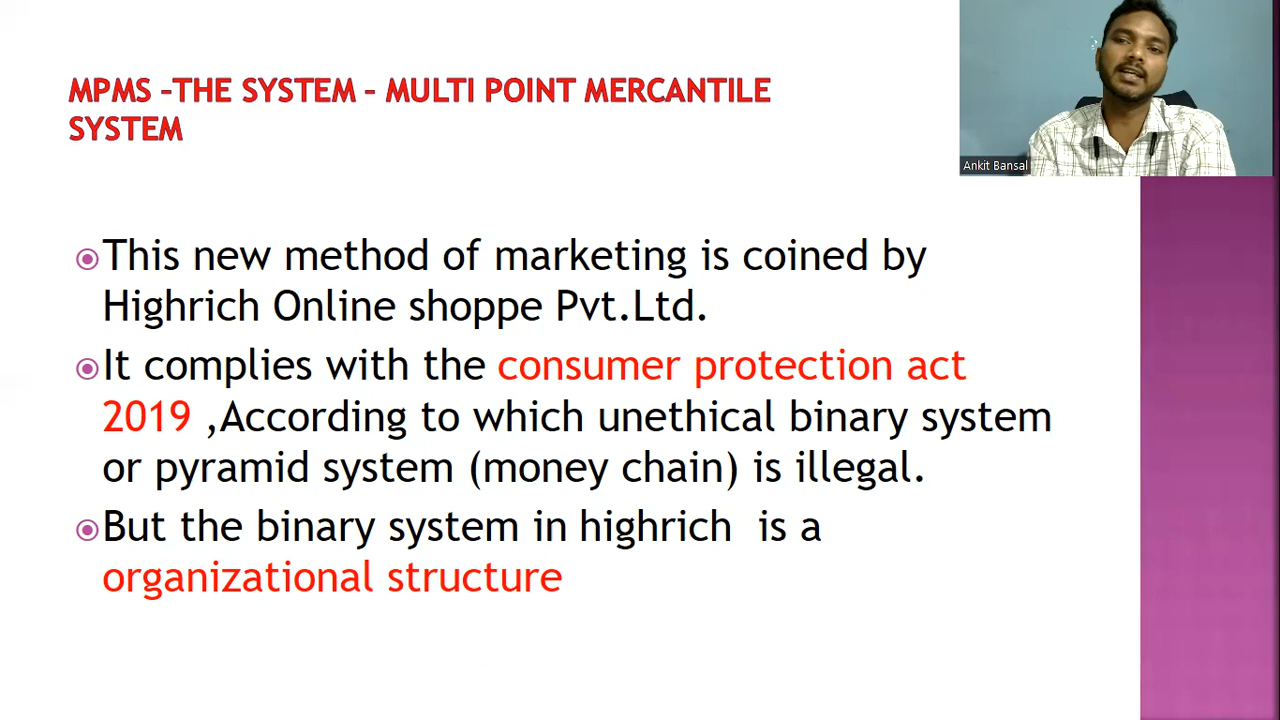 MPMS –THE SYSTEM – MULTI POINT MERCANTILE
SYSTEM
Ankit Bansal
This new method of marketing is coined by
Highrich Online shoppe Pvt.Ltd.
It complies with the consumer protection act
2019 ,According to which unethical binary system
or pyramid system (money chain) is illegal.
But the binary system in highrich  is a
organizational structure